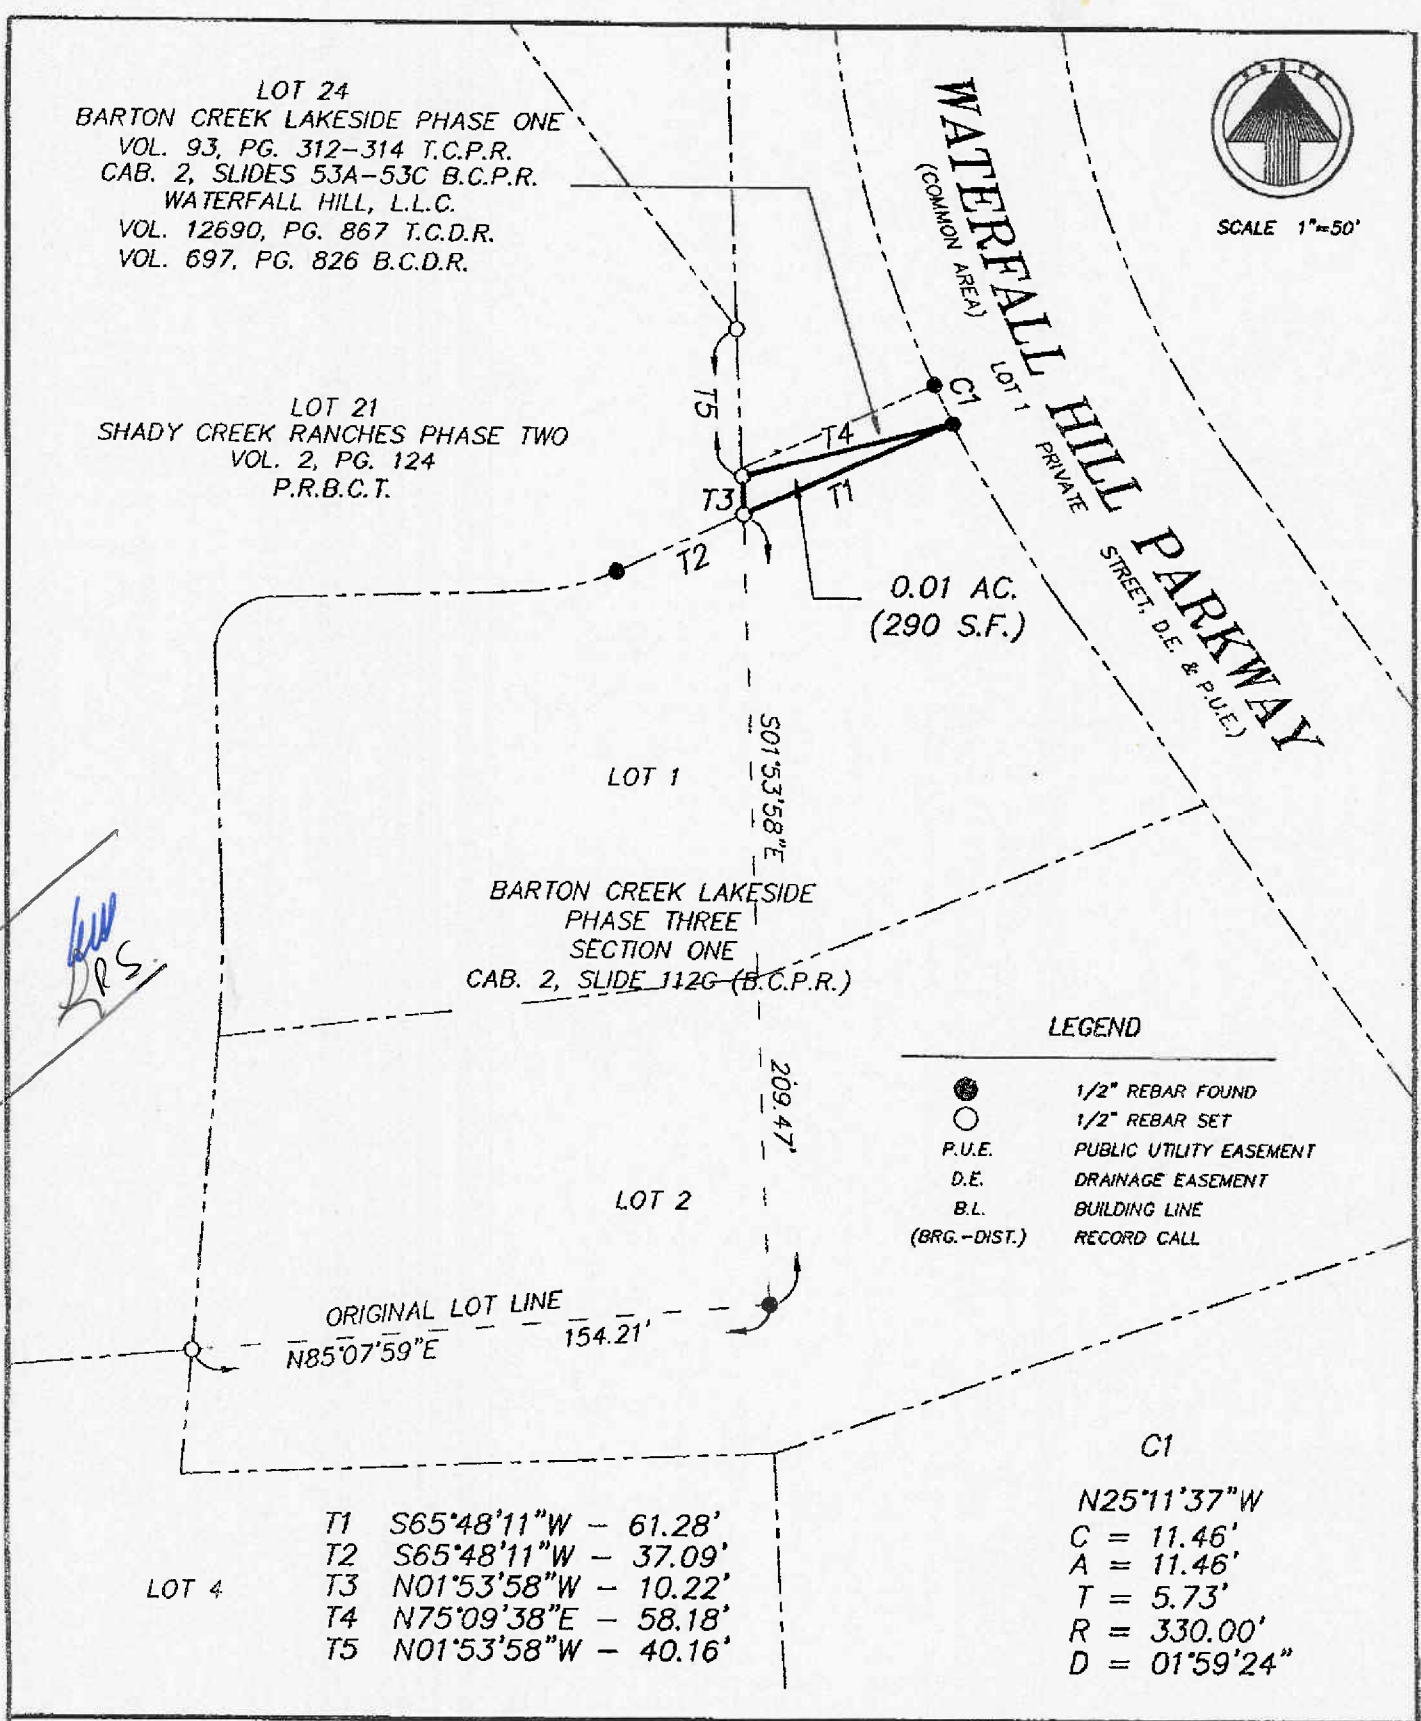 LOT 24
BARTON CREEK LAKESIDE PHASE ONE
VOL. 93, PG. 312-314 T.C.P.R.
CAB. 2, SLIDES 53A-53C B.C.P.R.
WATERFALL HILL, L.L.C.
VOL. 12690, PG. 867 T.C.D.R.
VOL. 697, PG. 826 B.C.D.R.
SCALE 1"=50'
WATERFALL HILL PARKWAY
(COMMON AREA)
LOT 1
PRIVATE
STREET, D.E. & P.U.E.)
LOT 21
SHADY CREEK RANCHES PHASE TWO
VOL. 2, PG. 124
P.R.B.C.T.
T5
C1
T4
T3
T1
T2
0.01 AC.
(290 S.F.)
S01°53'58"E
LOT 1
BARTON CREEK LAKESIDE
PHASE THREE
SECTION ONE
CAB. 2, SLIDE 112G (B.C.P.R.)
RS
209.47'
LEGEND
1/2" REBAR FOUND
1/2" REBAR SET
P.U.E. PUBLIC UTILITY EASEMENT
D.E. DRAINAGE EASEMENT
B.L. BUILDING LINE
(BRG.-DIST.) RECORD CALL
LOT 2
ORIGINAL LOT LINE
N85°07'59"E 154.21'
LOT 4
T1 S65°48'11"W - 61.28'
T2 S65°48'11"W - 37.09'
T3 N01°53'58"W - 10.22'
T4 N75°09'38"E - 58.18'
T5 N01°53'58"W - 40.16'
C1
N25°11'37"W
C = 11.46'
A = 11.46'
T = 5.73'
R = 330.00'
D = 01°59'24"